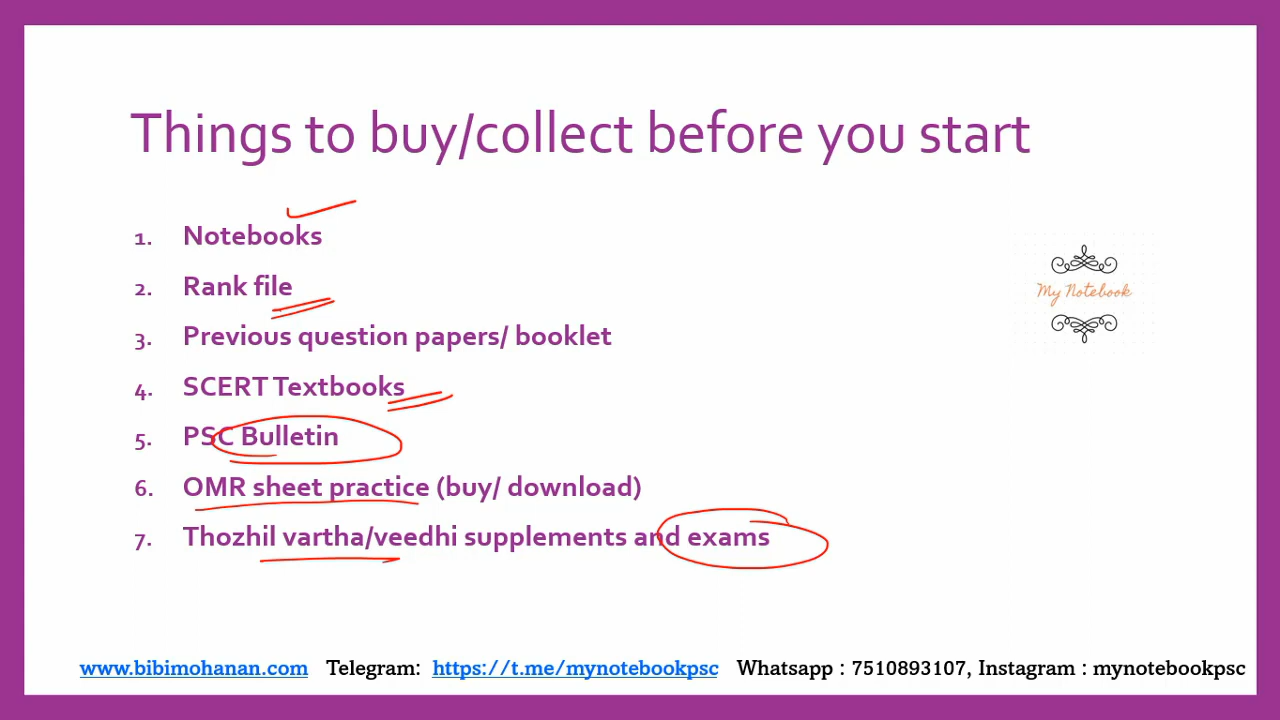 Things to buy/collect before you start
1. Notebooks
2. Rank file
3. Previous question papers/ booklet
4. SCERT Textbooks
5. PSC Bulletin
6. OMR sheet practice (buy/ download)
7. Thozhil vartha/veedhi supplements and exams
My Notebook
www.bibimohanan.com Telegram: https://t.me/mynotebookpsc Whatsapp : 7510893107, Instagram : mynotebookpsc